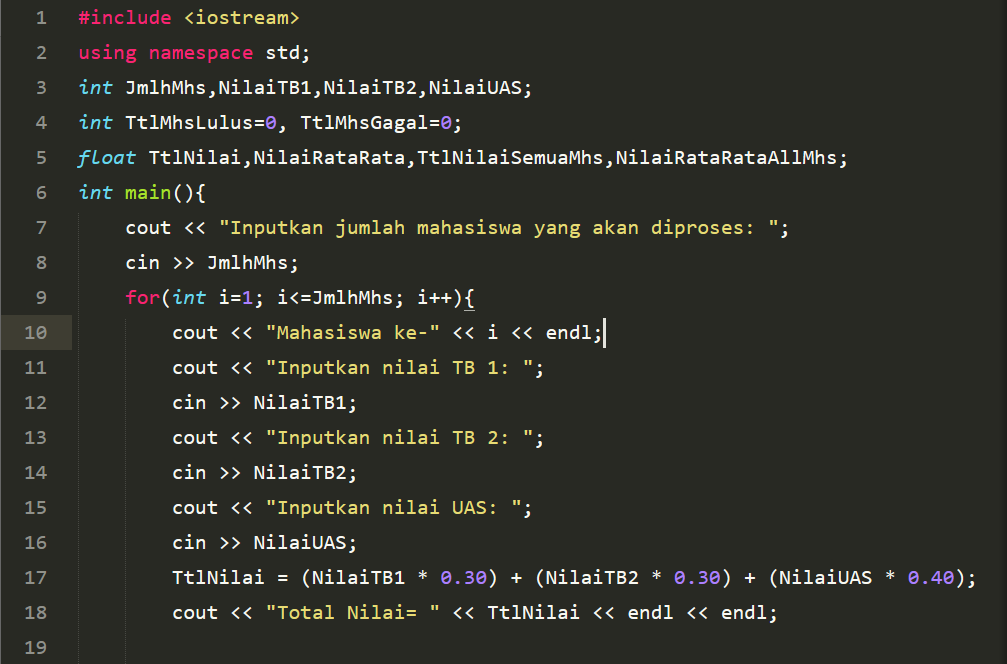 1 #include <iostream>
2 using namespace std;
3 int JmlhMhs,NilaiTB1,NilaiTB2,NilaiUAS;
4 int TtlMhsLulus=0, TtlMhsGagal=0;
5 float TtlNilai,NilaiRataRata,TtlNilaiSemuaMhs,NilaiRataRataAllMhs;
6 int main(){
7     cout << "Inputkan jumlah mahasiswa yang akan diproses: ";
8     cin >> JmlhMhs;
9     for(int i=1; i<=JmlhMhs; i++){
10         cout << "Mahasiswa ke-" << i << endl;
11         cout << "Inputkan nilai TB 1: ";
12         cin >> NilaiTB1;
13         cout << "Inputkan nilai TB 2: ";
14         cin >> NilaiTB2;
15         cout << "Inputkan nilai UAS: ";
16         cin >> NilaiUAS;
17         TtlNilai = (NilaiTB1 * 0.30) + (NilaiTB2 * 0.30) + (NilaiUAS * 0.40);
18         cout << "Total Nilai= " << TtlNilai << endl << endl;
19